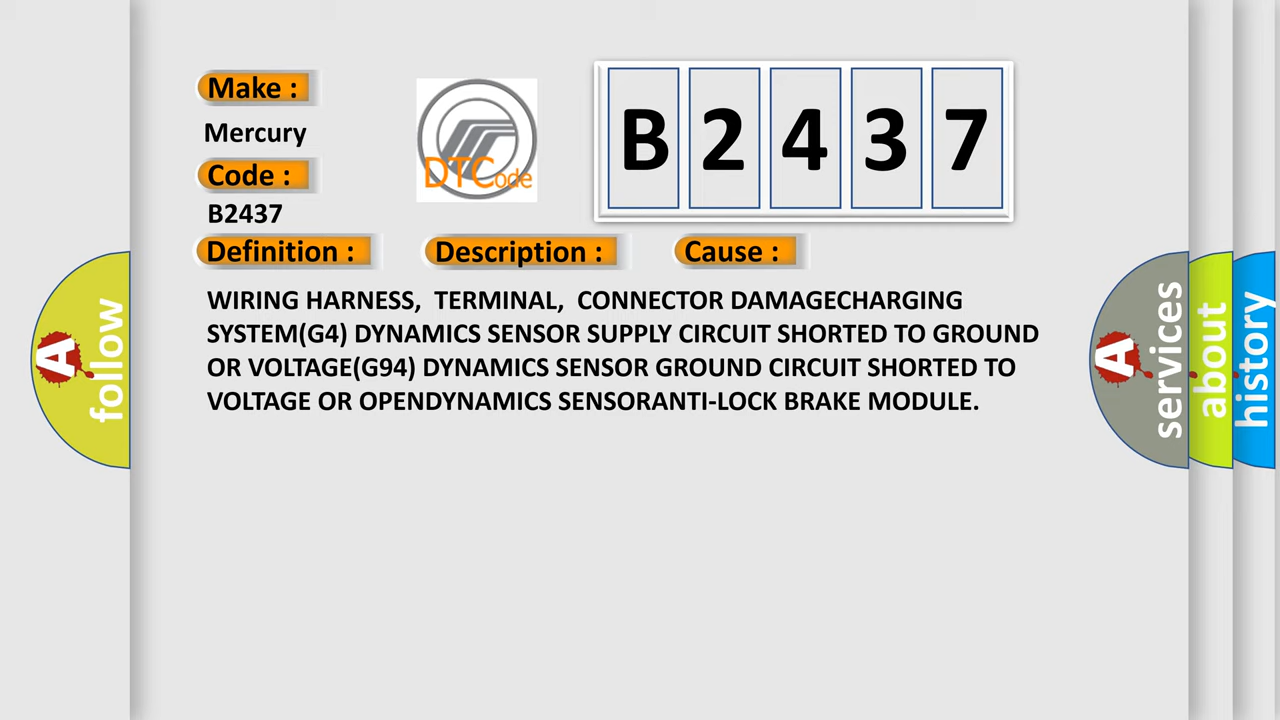 Make :
Mercury
Code :
B2437
DTCode
B 2 4 3 7
Definition :
Description :
Cause :
WIRING HARNESS, TERMINAL, CONNECTOR DAMAGECHARGING
SYSTEM(G4) DYNAMICS SENSOR SUPPLY CIRCUIT SHORTED TO GROUND
OR VOLTAGE(G94) DYNAMICS SENSOR GROUND CIRCUIT SHORTED TO
VOLTAGE OR OPENDYNAMICS SENSORANTI-LOCK BRAKE MODULE.
A
follow
A
services
about
history